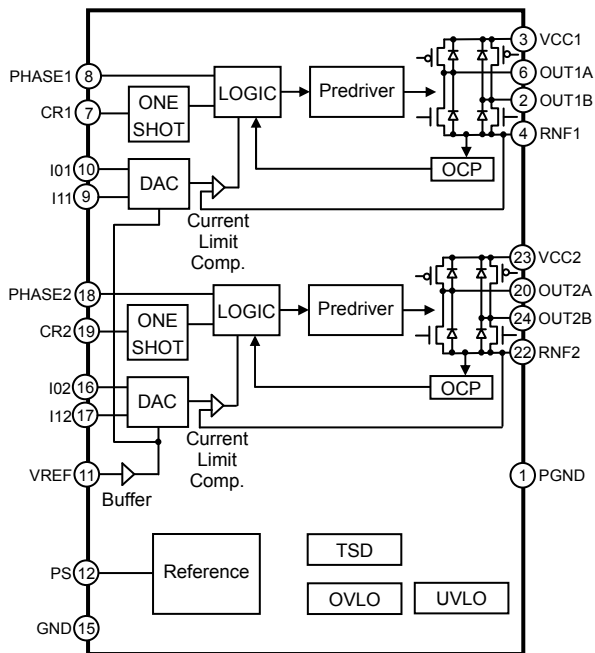 3 VCC1
PHASE1 8
LOGIC
Predriver
6 OUT1A
2 OUT1B
CR1 7
ONE
SHOT
4 RNF1
I01 10
I11 9
DAC
OCP
Current
Limit
Comp.
23 VCC2
PHASE2 18
LOGIC
Predriver
20 OUT2A
24 OUT2B
CR2 19
ONE
SHOT
22 RNF2
I02 16
I12 17
DAC
OCP
Current
Limit
Comp.
VREF 11
Buffer
1 PGND
PS 12
Reference
TSD
OVLO
UVLO
GND 15